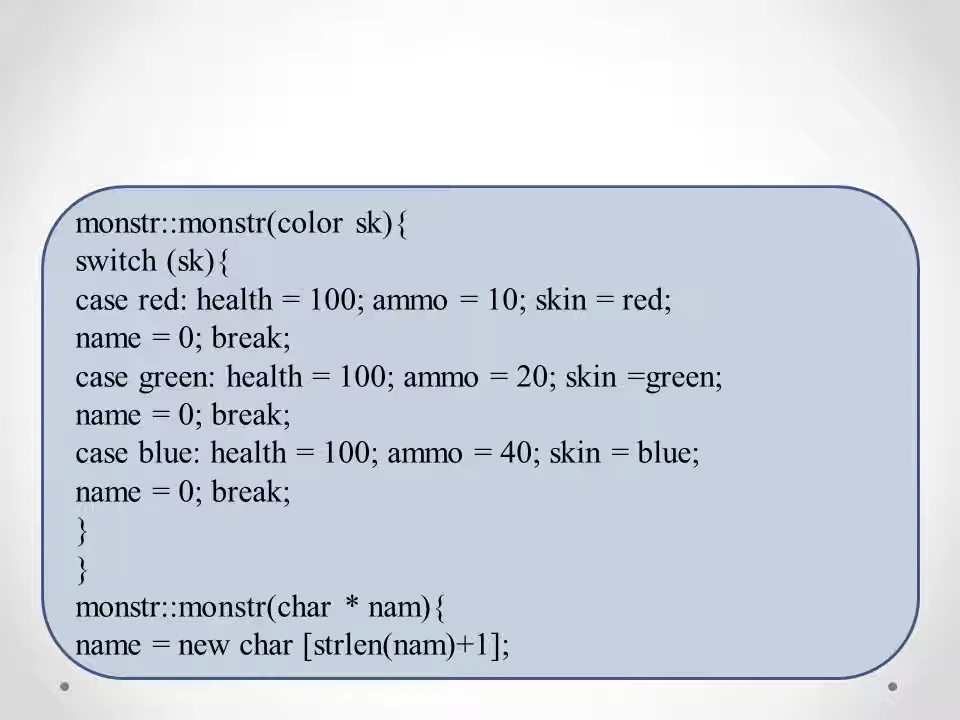 monstr::monstr(color sk){
switch (sk){
case red: health = 100; ammo = 10; skin = red;
name = 0; break;
case green: health = 100; ammo = 20; skin =green;
name = 0; break;
case blue: health = 100; ammo = 40; skin = blue;
name = 0; break;
}
}
monstr::monstr(char * nam){
name = new char [strlen(nam)+1];